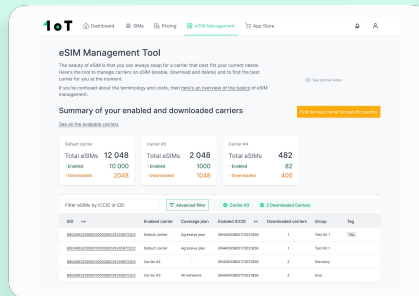 1oT
Dashboard
SIMs
Pricing
eSIM Management
App Store
eSIM Management Tool
The beauty of eSIM is that you can always swap for a carrier that best fits your current needs.
Here's the tool to manage carriers on eSIM (enable, download and delete) and to find the best
carrier for you at the moment.
See tutorial video
If you're confused about the terminology and costs, then here's an overview of the basics of eSIM
management.
Summary of your enabled and downloaded carriers
Find the best carrier for specific country
See all the available carriers
Default carrier
Total eSIMs 12 048
Enabled 10 000
Downloaded 2048
Carrier #2
Total eSIMs 2 048
Enabled 1000
Downloaded 1048
Carrier #4
Total eSIMs 482
Enabled 82
Downloaded 400
Filter eSIMs by ICCID or EID
Advanced filter
Carrier #3
2 Downloaded Carriers
EID Enabled carrier Coverage plan Enabled ICCID Downloaded carriers Group Tag
Default carrier Agressive plan 1 Test Kit 1 Tag
Default carrier Agressive plan 1 Test Kit 1
Carrier #2 - 2 Germany
Carrier #3 All networks 3 Asia